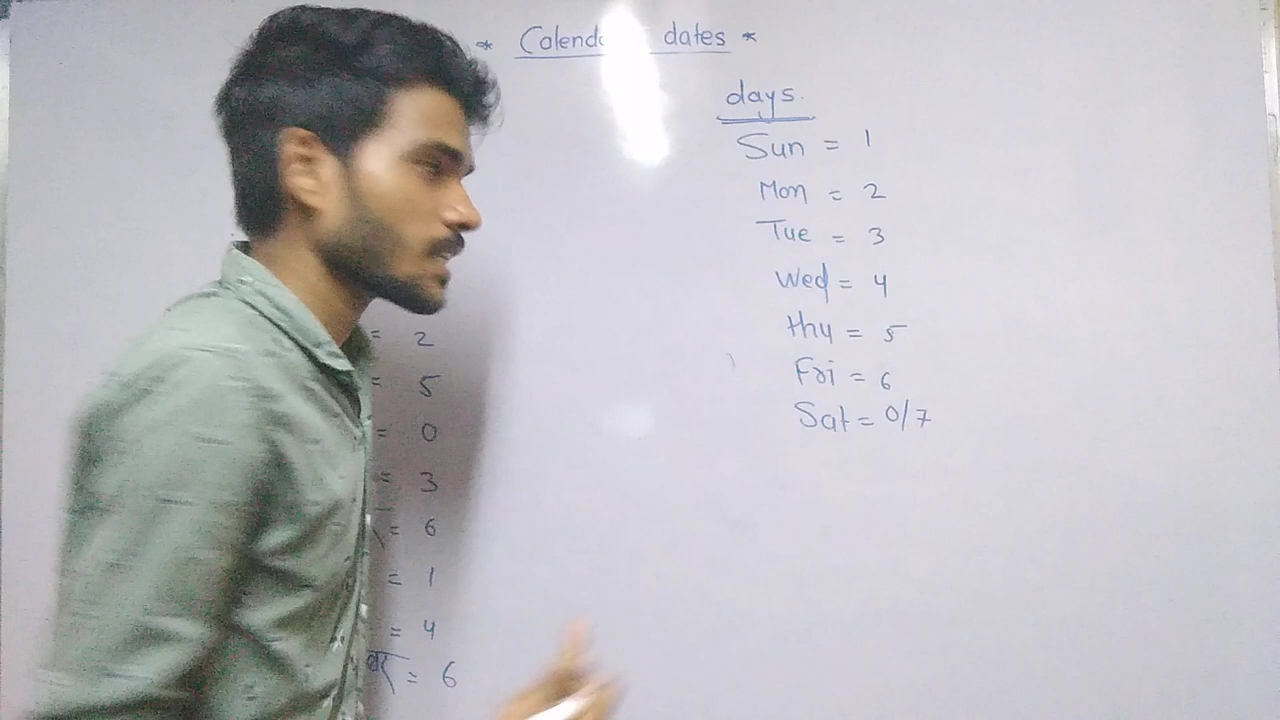 * Calendar dates *
days.
Sun = 1
Mon = 2
Tue = 3
Wed = 4
thu = 5
Fri = 6
Sat = 0/7
= 2
= 5
= 0
= 3
= 6
= 1
= 4
= 6